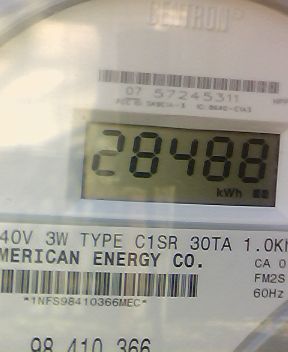 CENTRON®
07 57245311
28488
kWh
40V 3W TYPE C1SR 30TA 1.0K
MERICAN ENERGY CO.
CA 0
FM2S
60Hz
*1NFS98410366MEC*
98 410 366